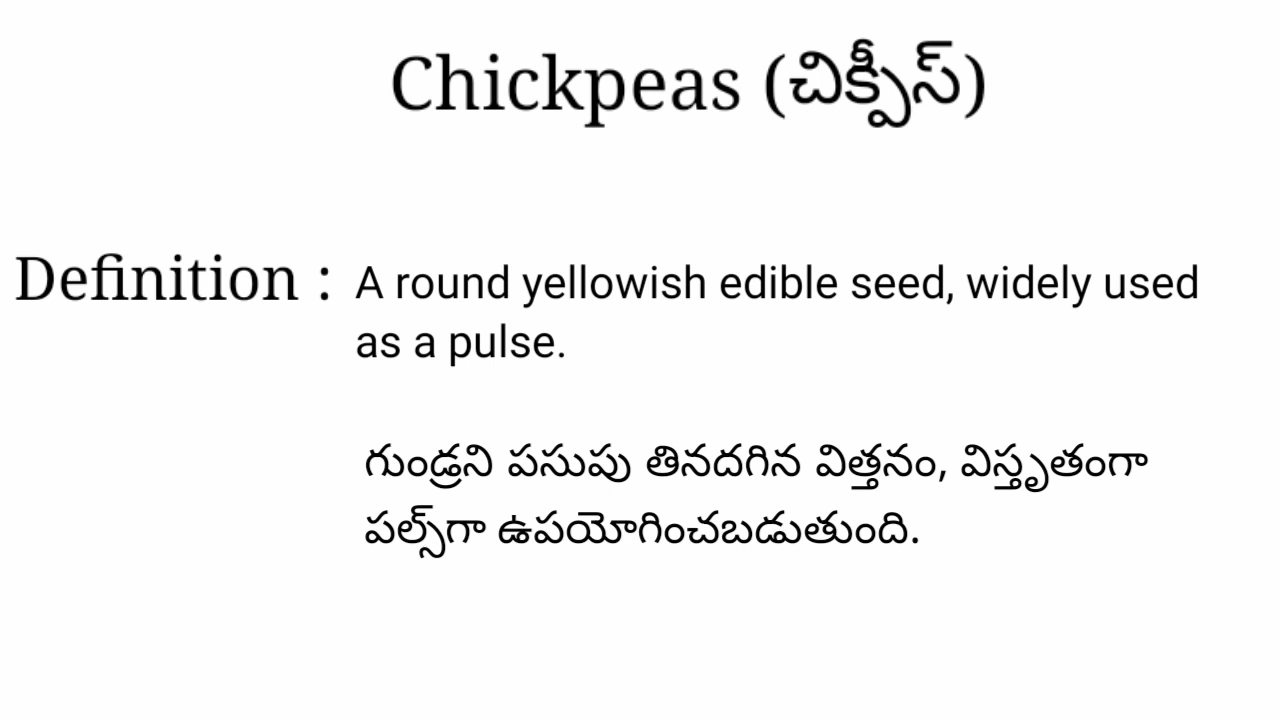 Chickpeas (చిక్పీస్)
Definition : A round yellowish edible seed, widely used
as a pulse.
గుండ్రని పసుపు తినదగిన విత్తనం, విస్తృతంగా
పల్స్‌గా ఉపయోగించబడుతుంది.